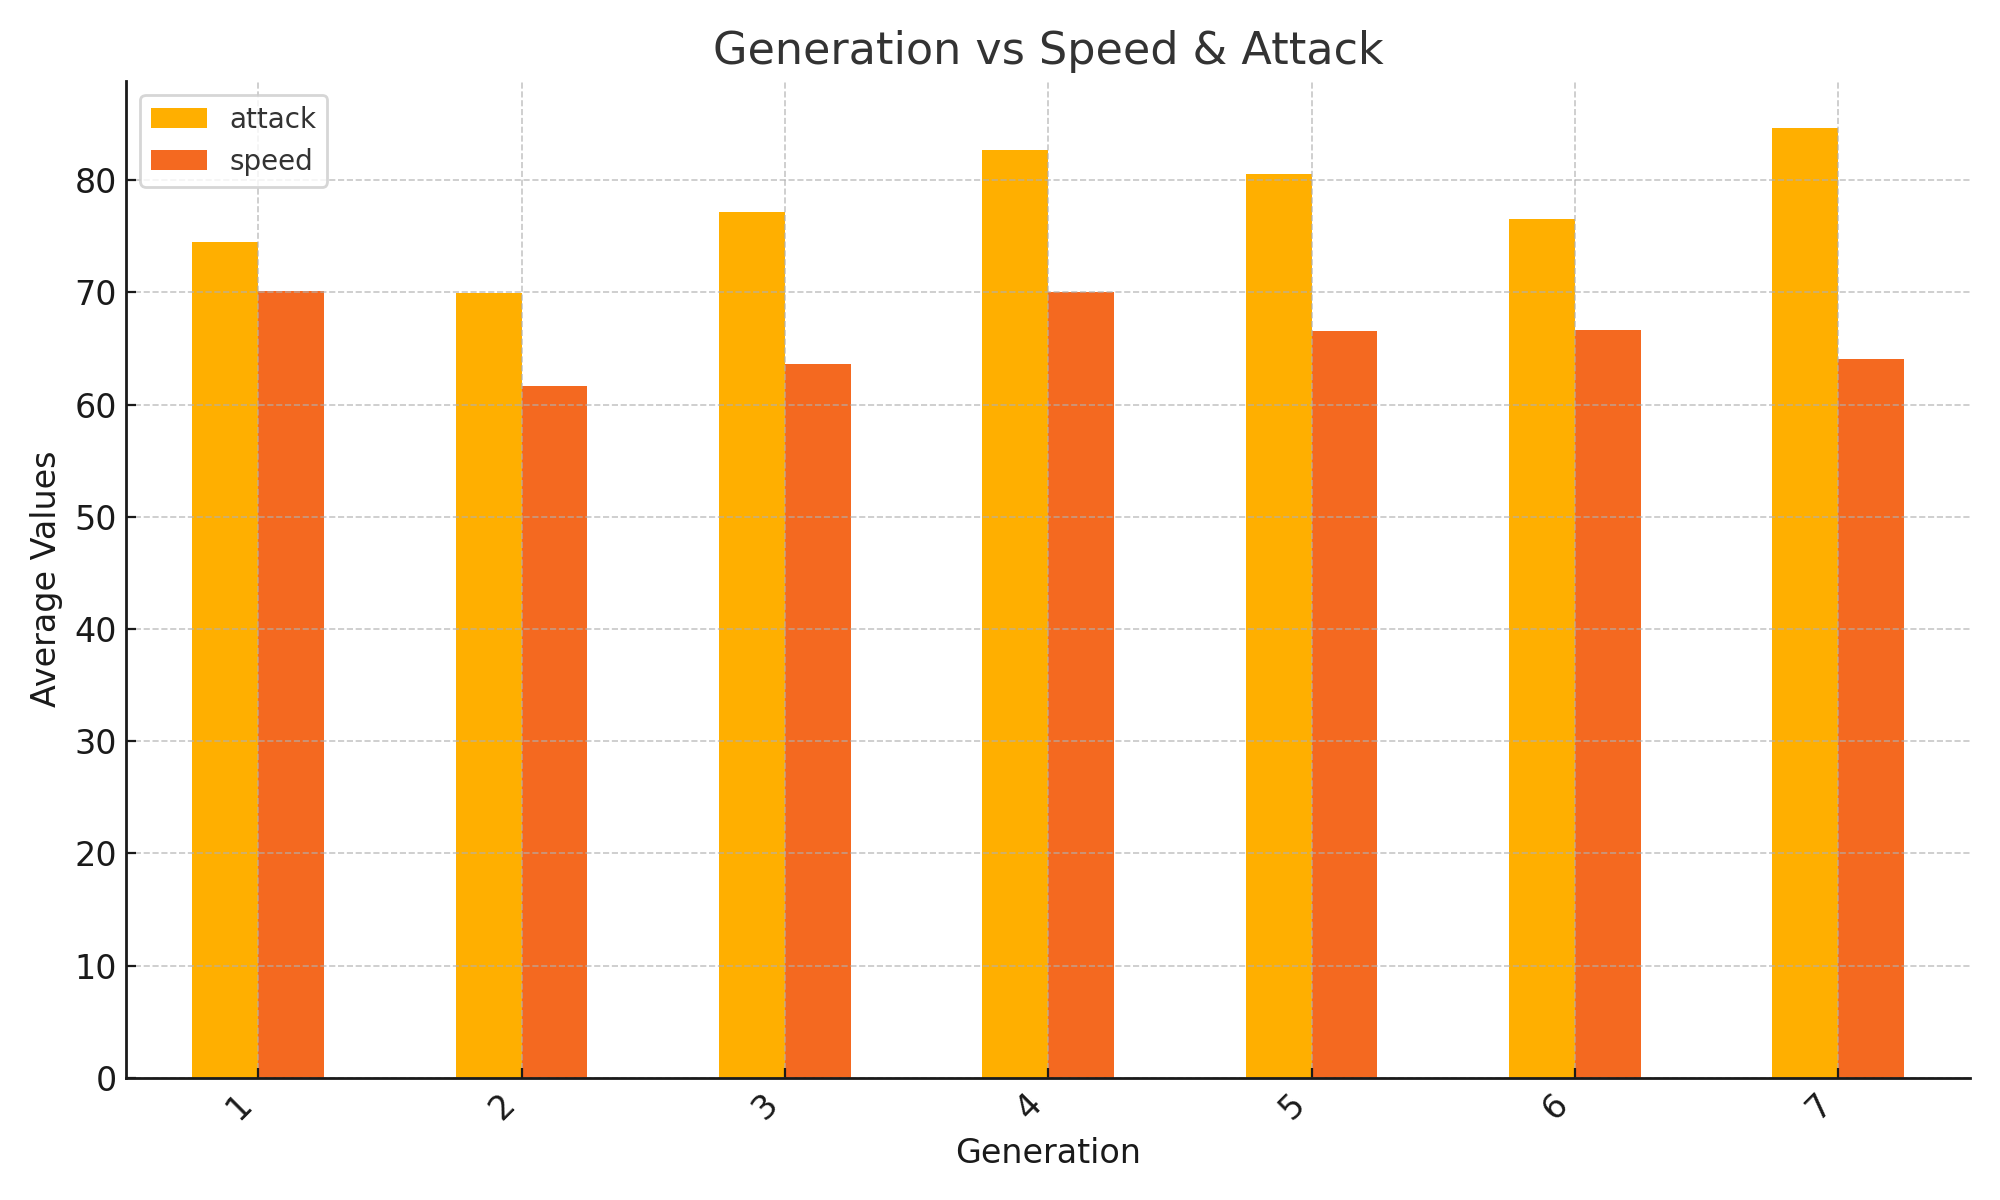 Generation vs Speed & Attack
attack
speed
80
70
60
50
40
30
20
10
0
Average Values
1 2 3 4 5 6 7
Generation